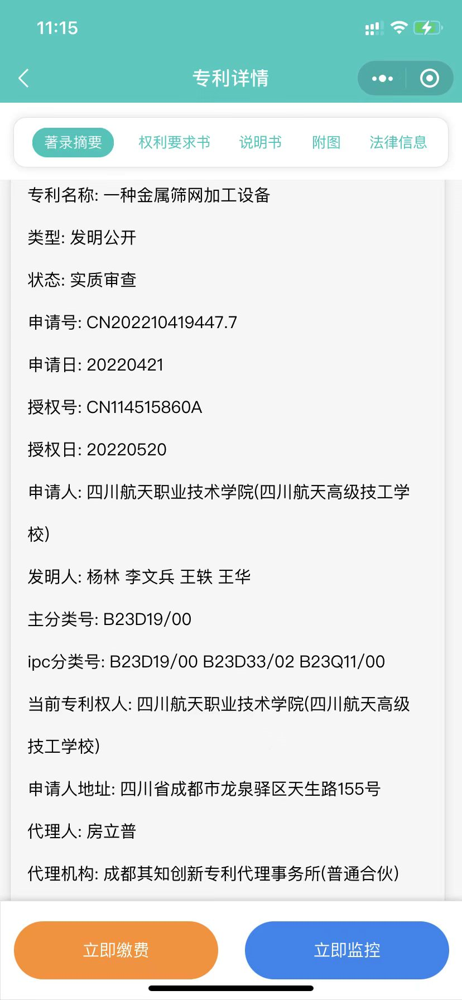 11:15
专利详情
著录摘要 权利要求书 说明书 附图 法律信息
专利名称: 一种金属筛网加工设备
类型: 发明公开
状态: 实质审查
申请号: CN202210419447.7
申请日: 20220421
授权号: CN114515860A
授权日: 20220520
申请人: 四川航天职业技术学院(四川航天高级技工学
校)
发明人: 杨林 李文兵 王轶 王华
主分类号: B23D19/00
ipc分类号: B23D19/00 B23D33/02 B23Q11/00
当前专利权人: 四川航天职业技术学院(四川航天高级
技工学校)
申请人地址: 四川省成都市龙泉驿区天生路155号
代理人: 房立普
代理机构: 成都其知创新专利代理事务所(普通合伙)
立即缴费 立即监控